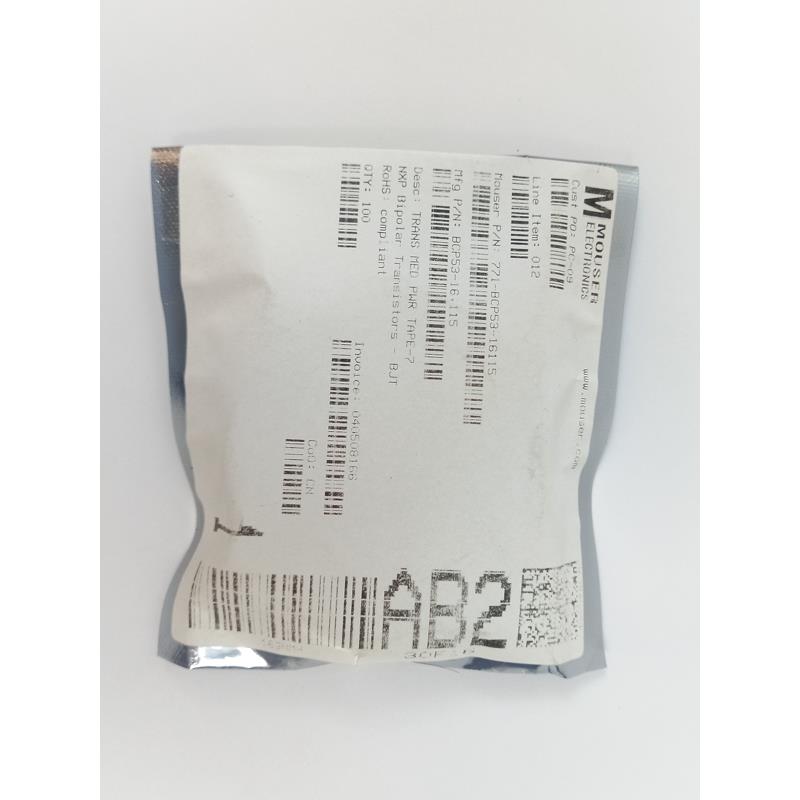 MOUSER
ELECTRONICS
www.mouser.com
Cust PO: PC-09
Line Item: 012
Mouser P/N: 771-BCP53-16115
Mfg P/N: BCP53-16,115
Desc: TRANS MED PWR TAPE-7
NXP Bipolar Transistors - BJT
RoHS: compliant
QTY: 100
Invoice: 040508166
CoO: CN
AB2